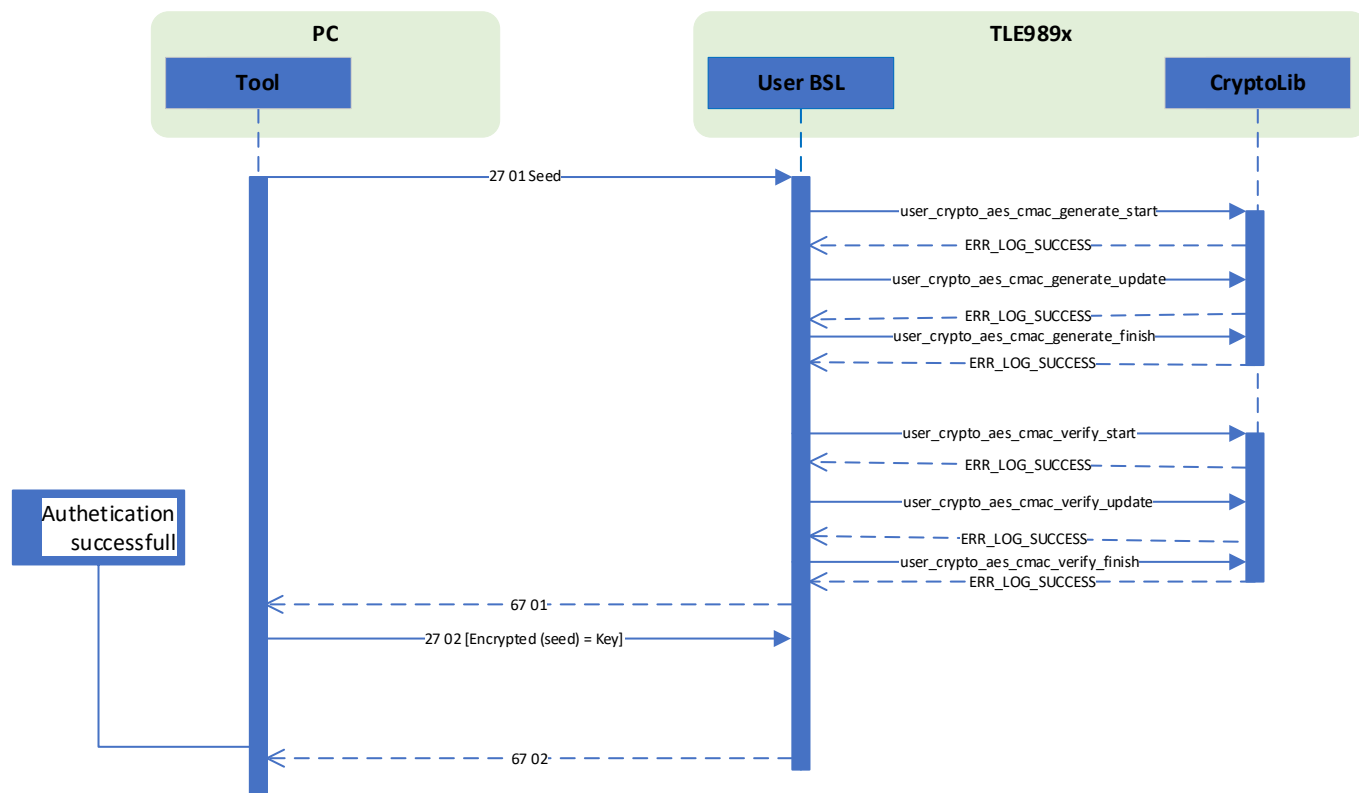 PC
TLE989x
Tool
User BSL
CryptoLib
27 01 Seed
user_crypto_aes_cmac_generate_start
ERR_LOG_SUCCESS
user_crypto_aes_cmac_generate_update
ERR_LOG_SUCCESS
user_crypto_aes_cmac_generate_finish
ERR_LOG_SUCCESS
user_crypto_aes_cmac_verify_start
ERR_LOG_SUCCESS
user_crypto_aes_cmac_verify_update
Authetication
successfull
ERR_LOG_SUCCESS
user_crypto_aes_cmac_verify_finish
ERR_LOG_SUCCESS
67 01
27 02 [Encrypted (seed) = Key]
67 02